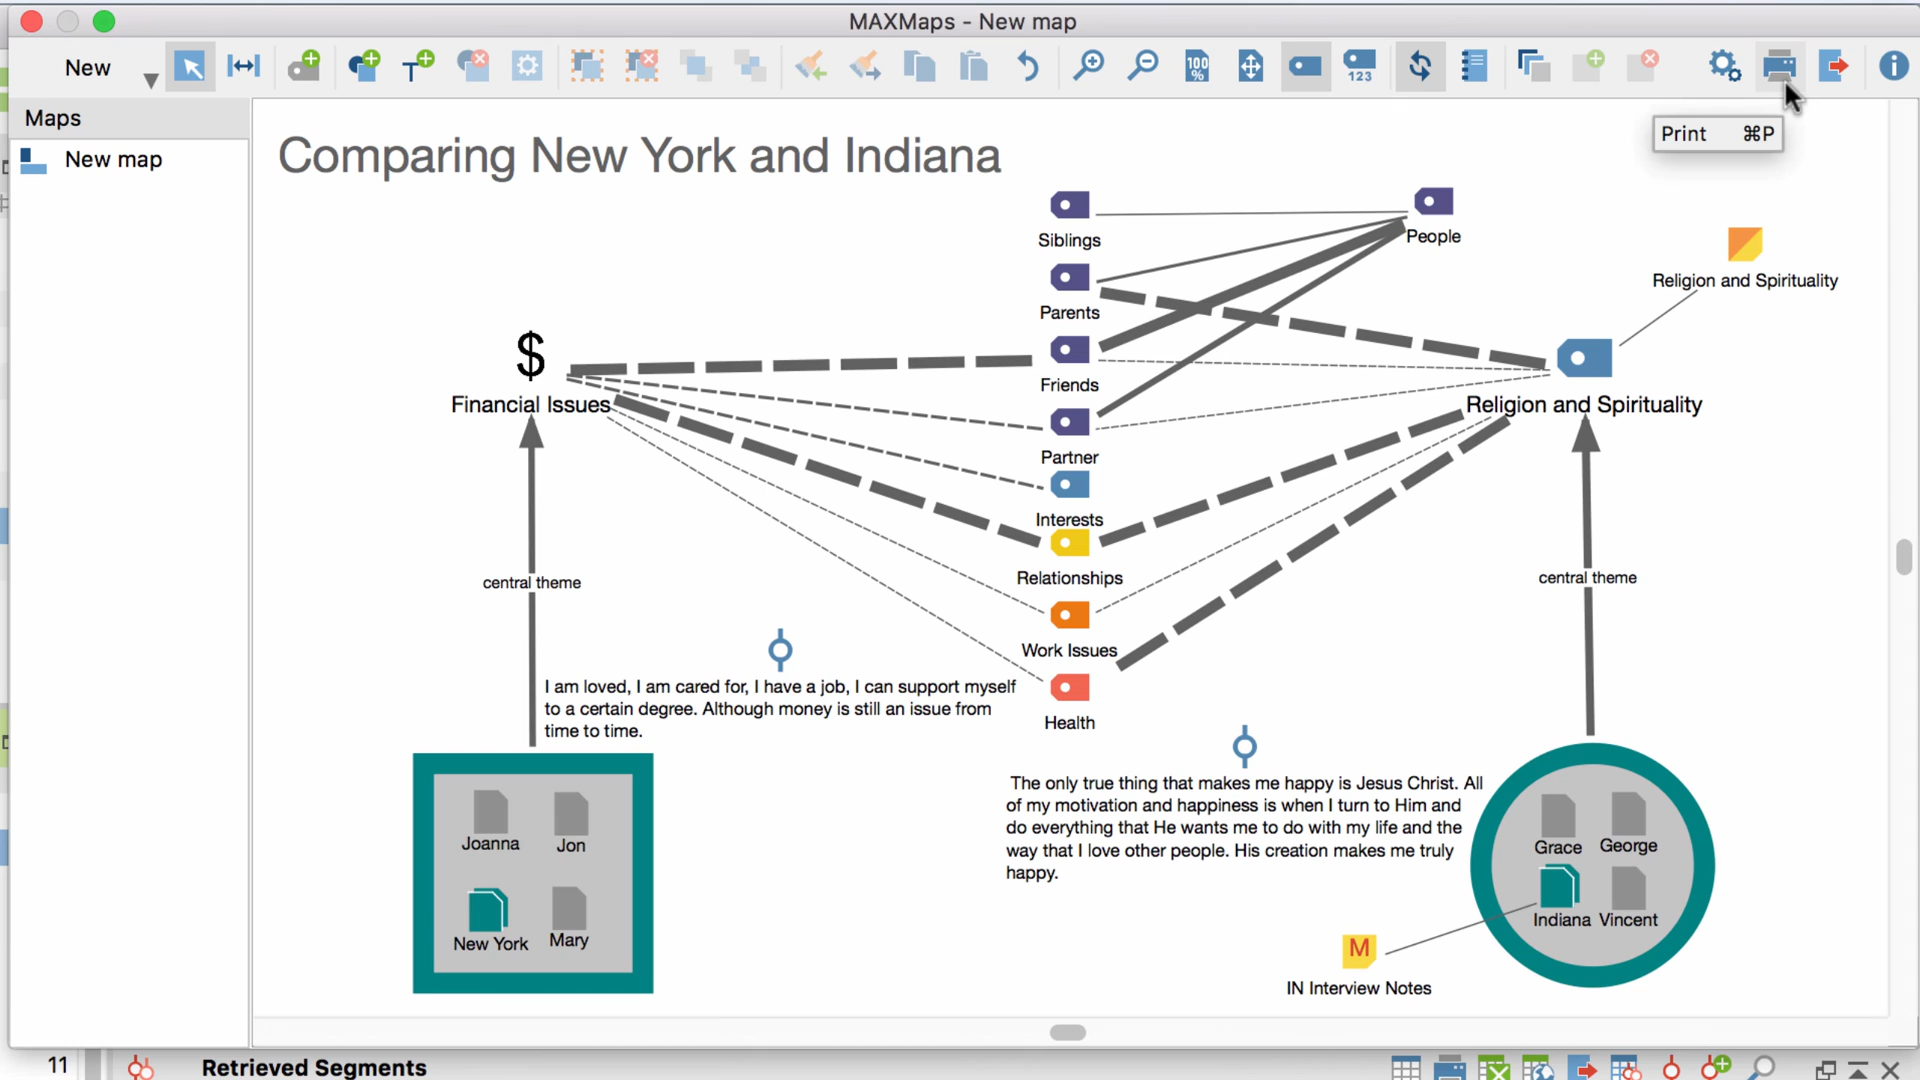 MAXMaps - New map
New
100
%
123
Maps
New map
Print ⌘P
Comparing New York and Indiana
Siblings
People
Religion and Spirituality
Parents
$
Friends
Financial Issues
Religion and Spirituality
Partner
Interests
Relationships
central theme
central theme
Work Issues
I am loved, I am cared for, I have a job, I can support myself
to a certain degree. Although money is still an issue from
time to time.
Health
The only true thing that makes me happy is Jesus Christ. All
of my motivation and happiness is when I turn to Him and
do everything that He wants me to do with my life and the
way that I love other people. His creation makes me truly
happy.
Joanna
Jon
New York
Mary
Grace
George
Indiana
Vincent
M
IN Interview Notes
11
Retrieved Segments